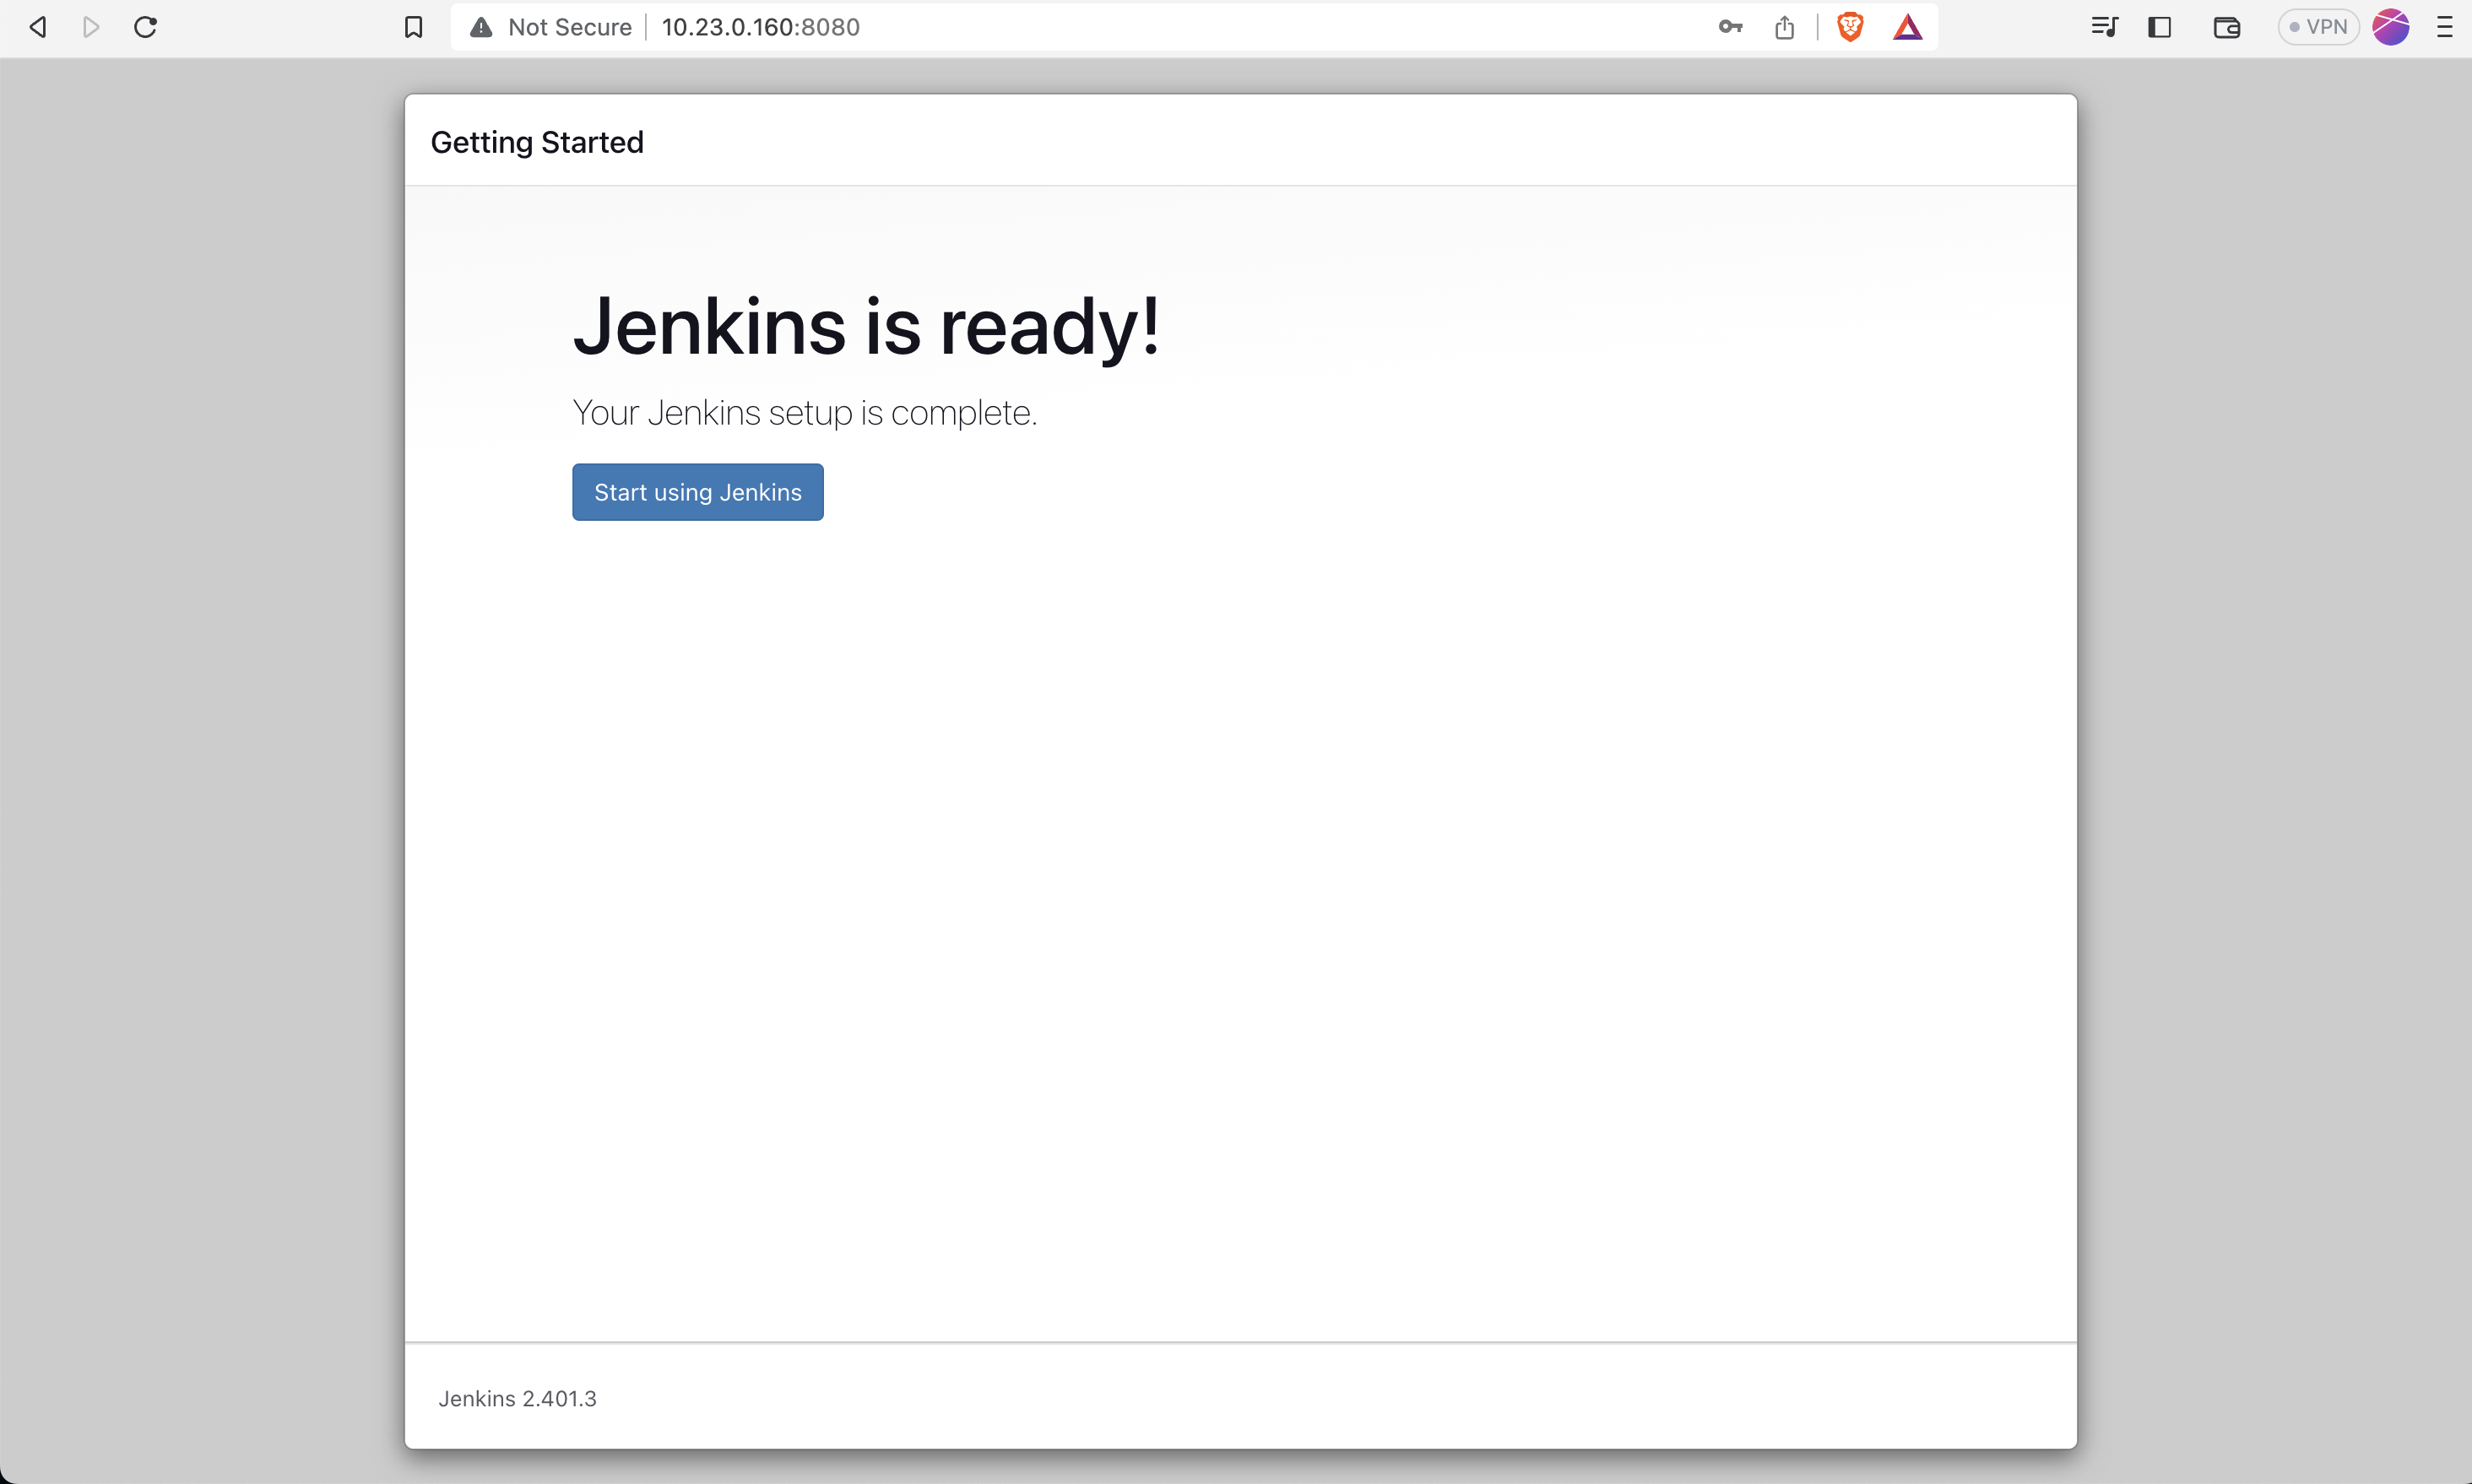 Not Secure 10.23.0.160:8080 VPN
Getting Started
Jenkins is ready!
Your Jenkins setup is complete.
Start using Jenkins
Jenkins 2.401.3